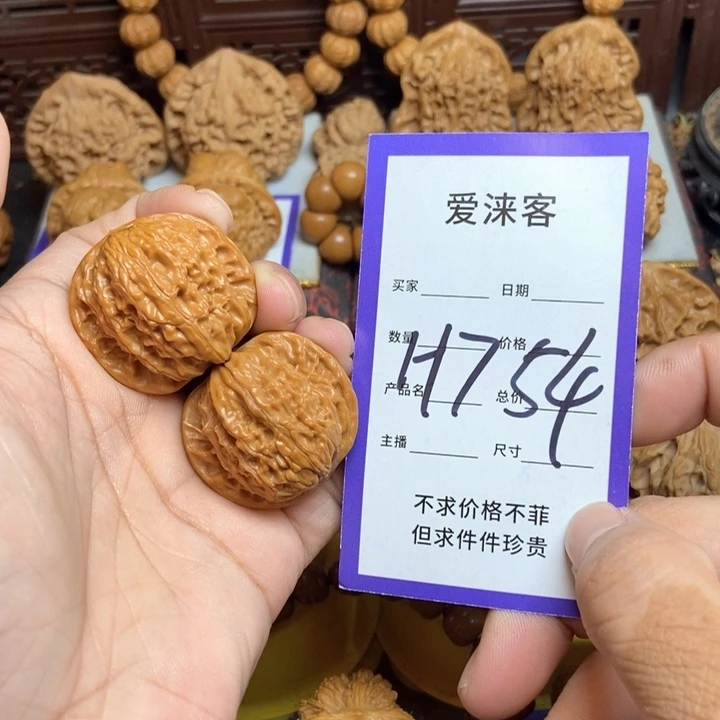 爱涞客
买家 日期
数量 价格
产品名 总价
H754
主播 尺寸
不求价格不菲
但求件件珍贵